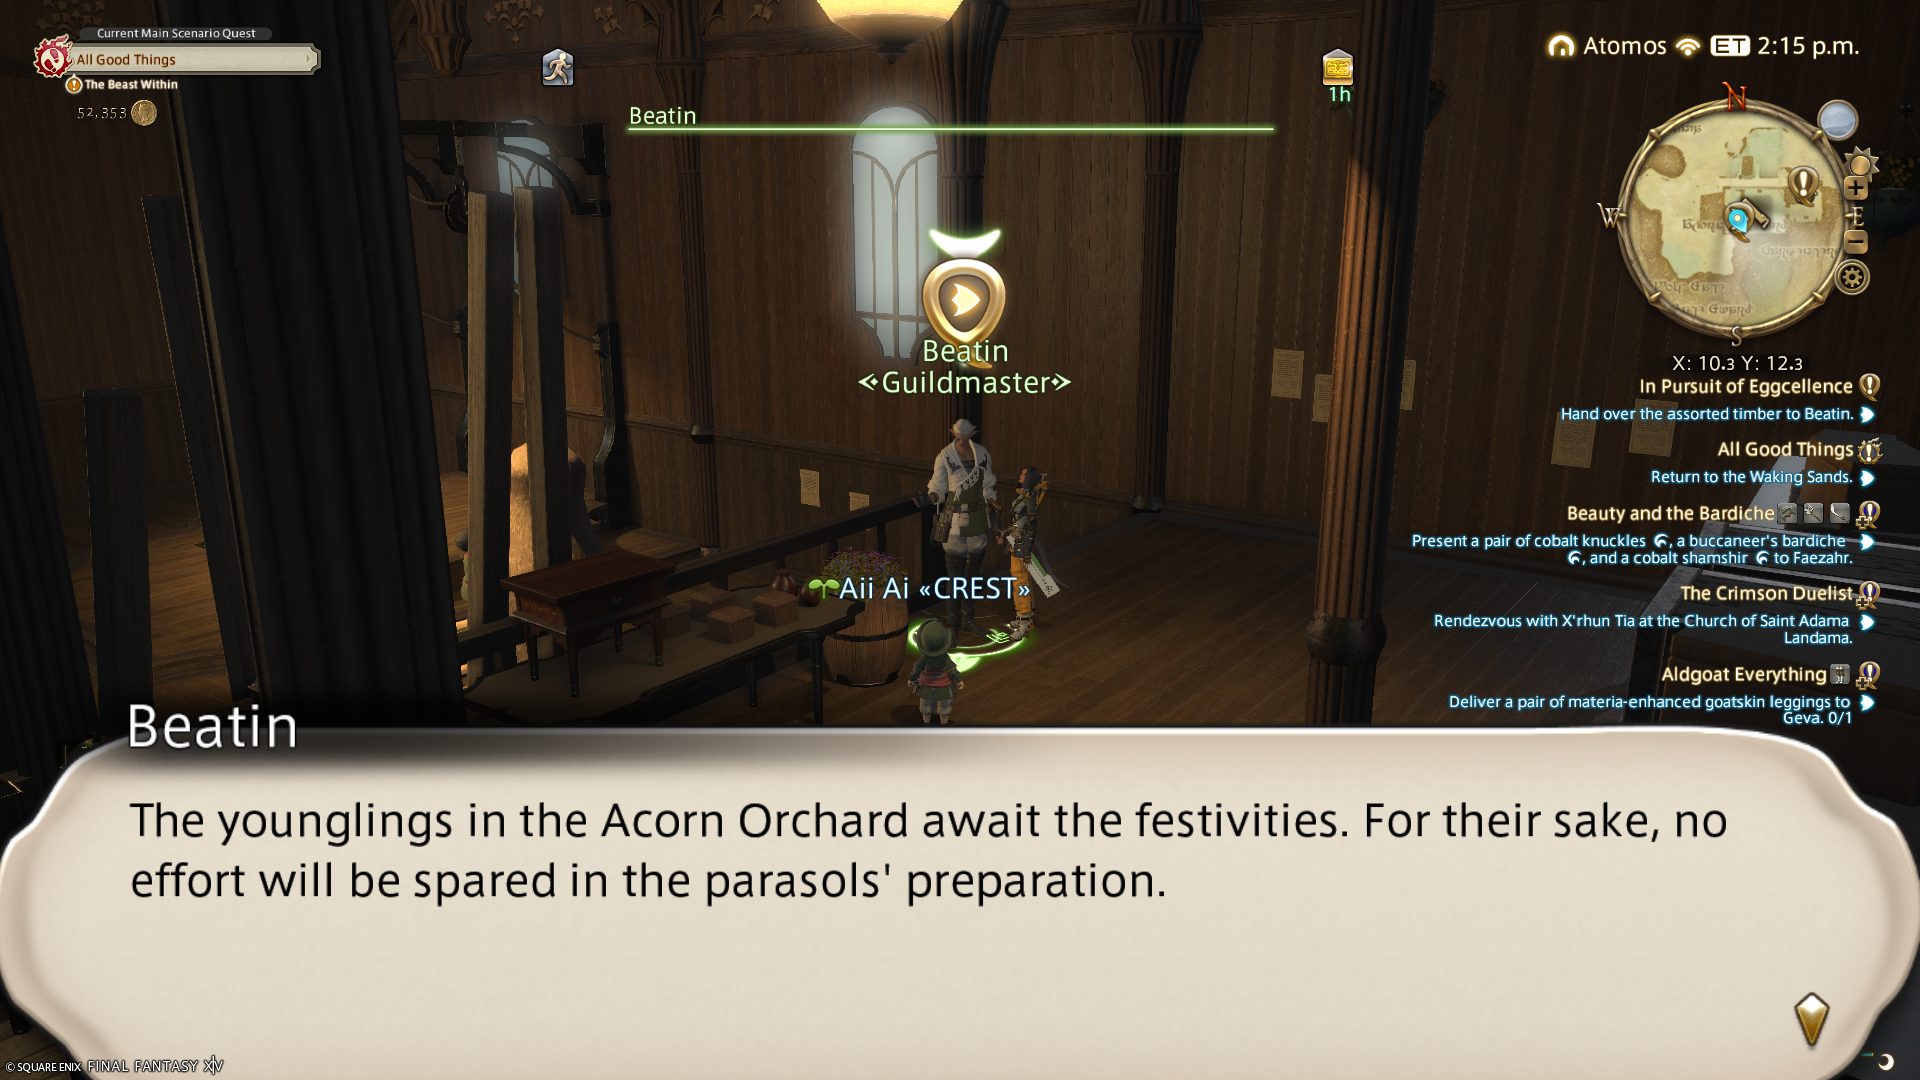 Current Main Scenario Quest
All Good Things
The Beast Within
52,353
Beatin
1h
Atomos ET 2:15 p.m.
N
W
E
S
X: 10.3 Y: 12.3
In Pursuit of Eggcellence
Hand over the assorted timber to Beatin.
All Good Things
Return to the Waking Sands.
Beauty and the Bardiche
Present a pair of cobalt knuckles , a buccaneer's bardiche
, and a cobalt shamshir to Faezahr.
The Crimson Duelist
Rendezvous with X'rhun Tia at the Church of Saint Adama
Landama.
Aldgoat Everything
Deliver a pair of materia-enhanced goatskin leggings to
Geva. 0/1
Beatin
Guildmaster
Aii Ai «CREST»
Beatin
The younglings in the Acorn Orchard await the festivities. For their sake, no
effort will be spared in the parasols' preparation.
© SQUARE ENIX FINAL FANTASY XIV